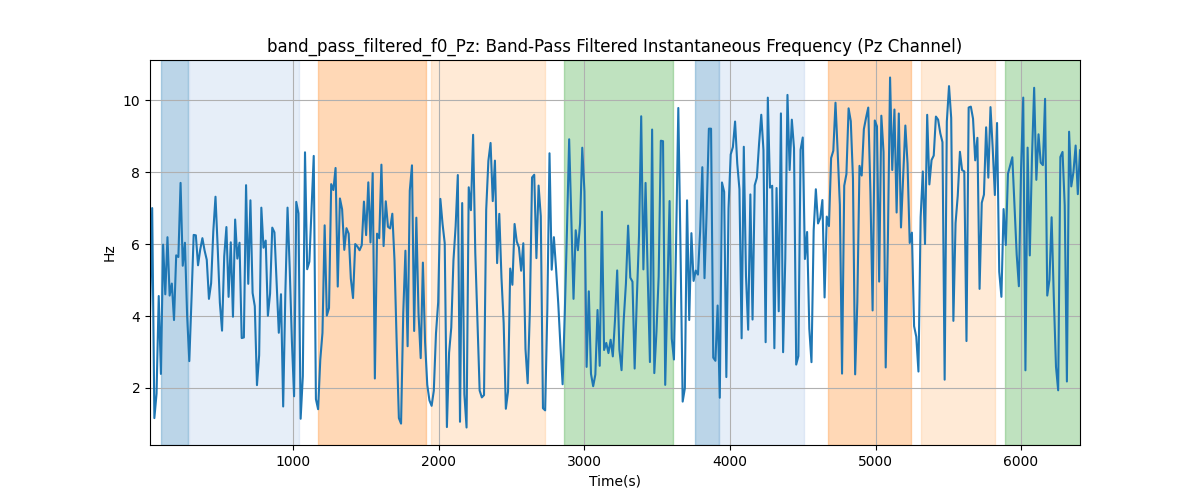 band_pass_filtered_f0_Pz: Band-Pass Filtered Instantaneous Frequency (Pz Channel)
10
8
6
4
2
Hz
1000 2000 3000 4000 5000 6000
Time(s)